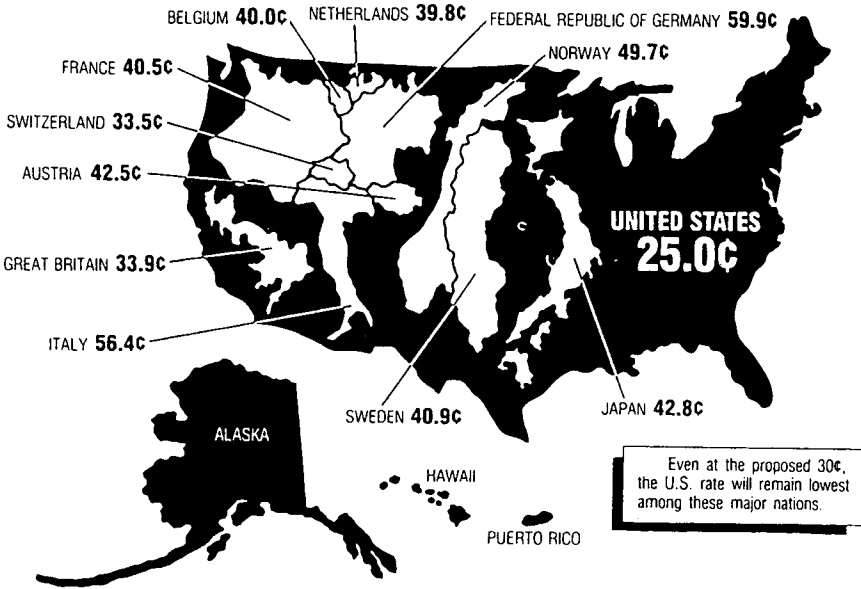 BELGIUM 40.0¢
NETHERLANDS 39.8¢
FEDERAL REPUBLIC OF GERMANY 59.9¢
NORWAY 49.7¢
FRANCE 40.5¢
SWITZERLAND 33.5¢
AUSTRIA 42.5¢
UNITED STATES
25.0¢
GREAT BRITAIN 33.9¢
ITALY 56.4¢
SWEDEN 40.9¢
JAPAN 42.8¢
ALASKA
HAWAII
PUERTO RICO
Even at the proposed 30¢,
the U.S. rate will remain lowest
among these major nations.